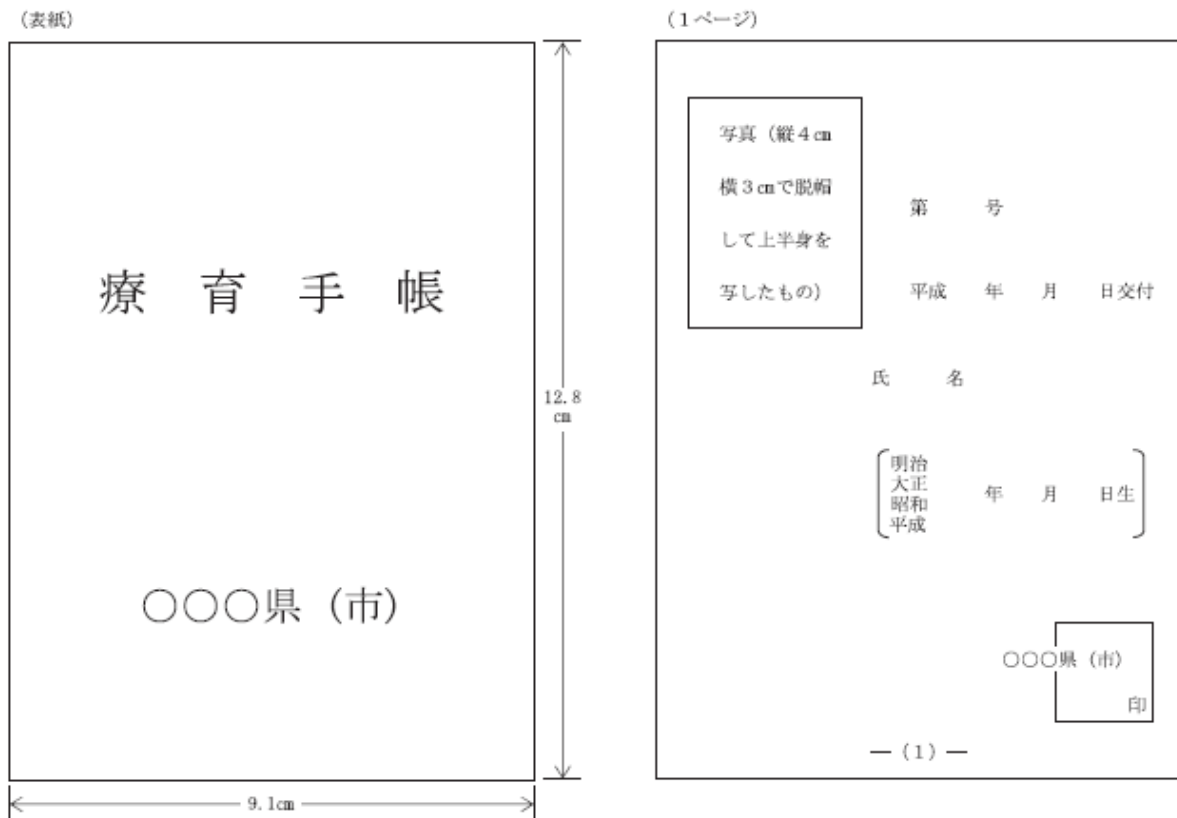 （表紙）
療育手帳
○○○県（市）
12.8
cm
9.1cm
（１ページ）
写真（縦４cm
横３cmで脱帽
して上半身を
写したもの）
第　　号
平成　　年　　月　　日交付
氏　　名
明治
大正
昭和
平成
年　　月　　日生
○○○県（市）
印
―（１）―